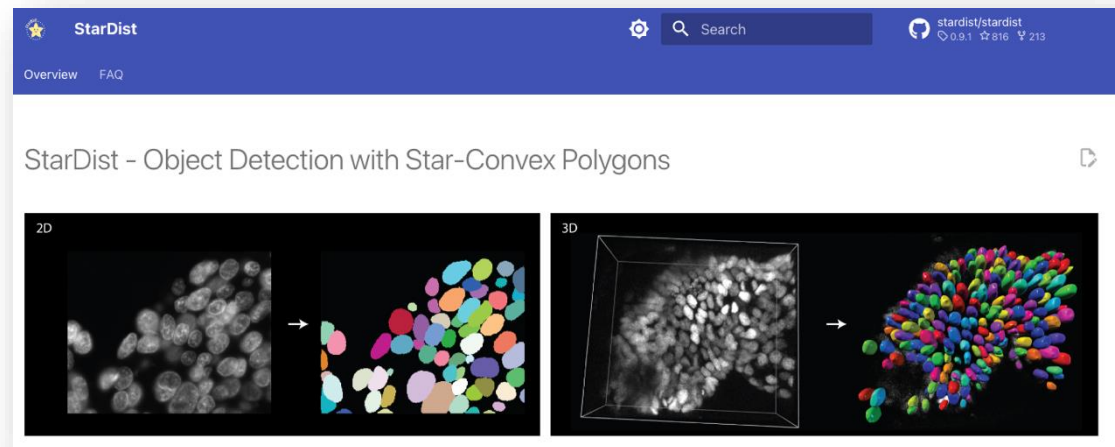 StarDist
Search
stardist/stardist
0.9.1 816 213
Overview FAQ
StarDist - Object Detection with Star-Convex Polygons
2D
3D